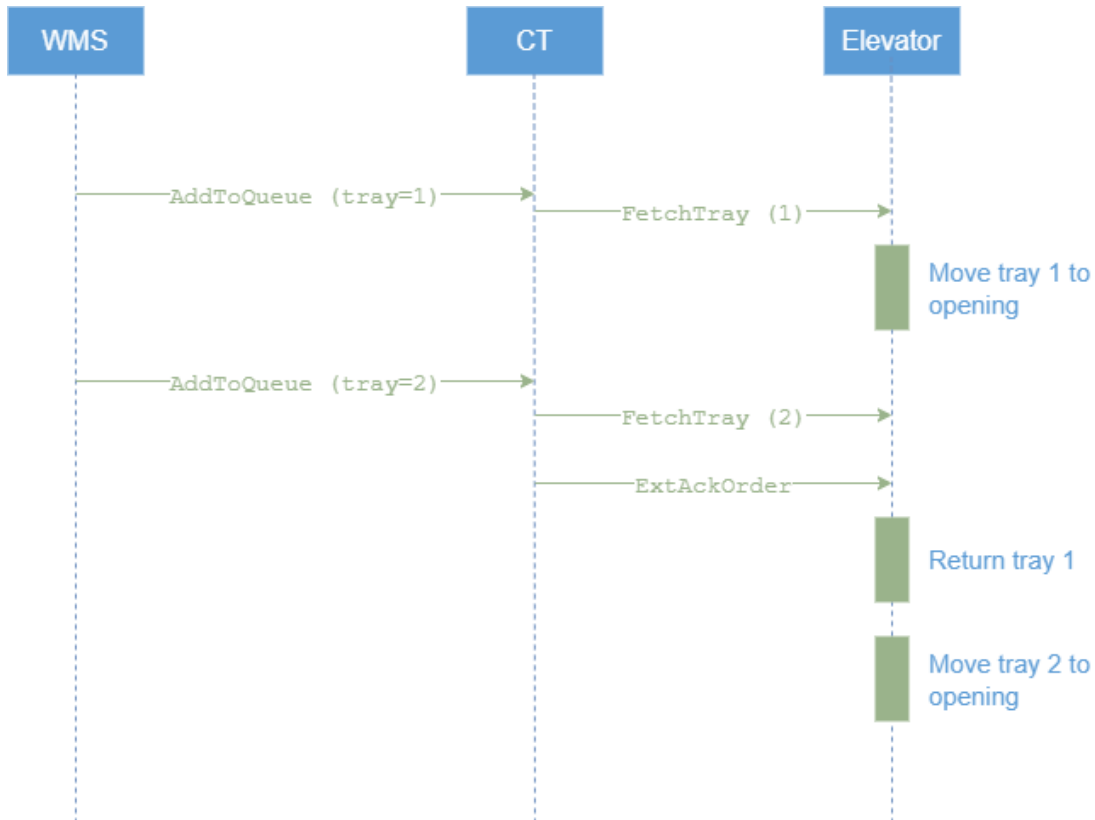 WMS
CT
Elevator
AddToQueue (tray=1)
FetchTray (1)
Move tray 1 to
opening
AddToQueue (tray=2)
FetchTray (2)
ExtAckOrder
Return tray 1
Move tray 2 to
opening